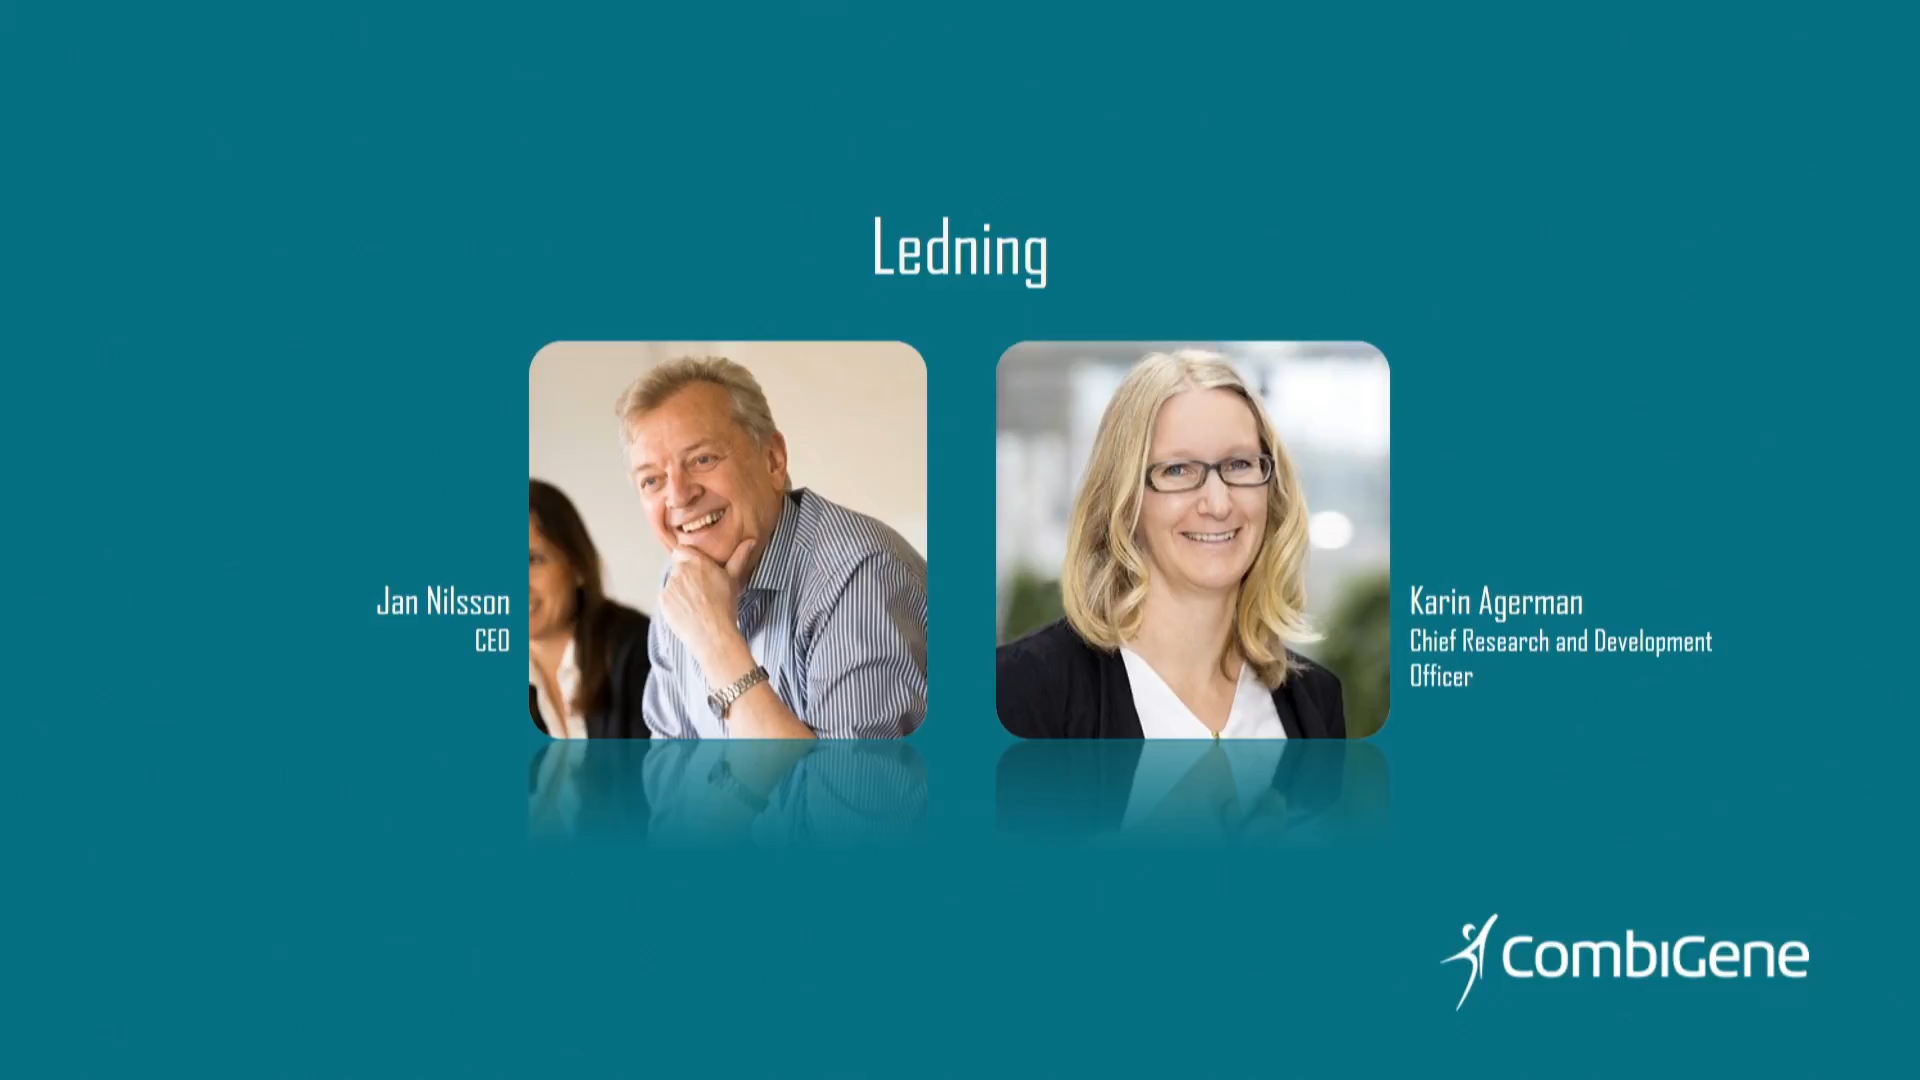 Ledning
Jan Nilsson
CEO
Karin Agerman
Chief Research and Development
Officer
CombiGene